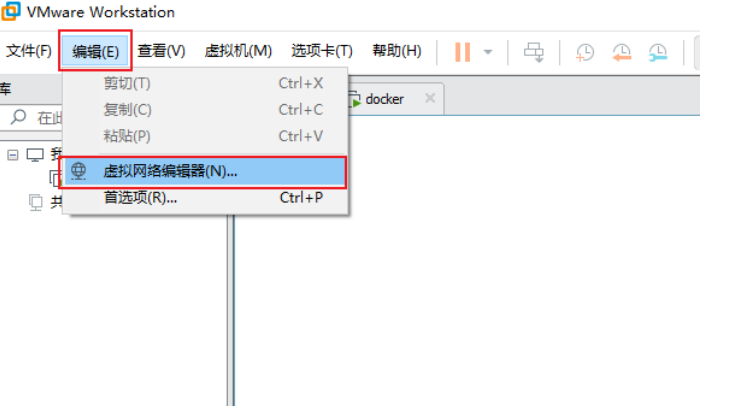 VMware Workstation
文件(F) 编辑(E) 查看(V) 虚拟机(M) 选项卡(T) 帮助(H)
库
剪切(T) Ctrl+X
docker
在此
复制(C) Ctrl+C
粘贴(P) Ctrl+V
我
虚拟网络编辑器(N)...
共
首选项(R)... Ctrl+P